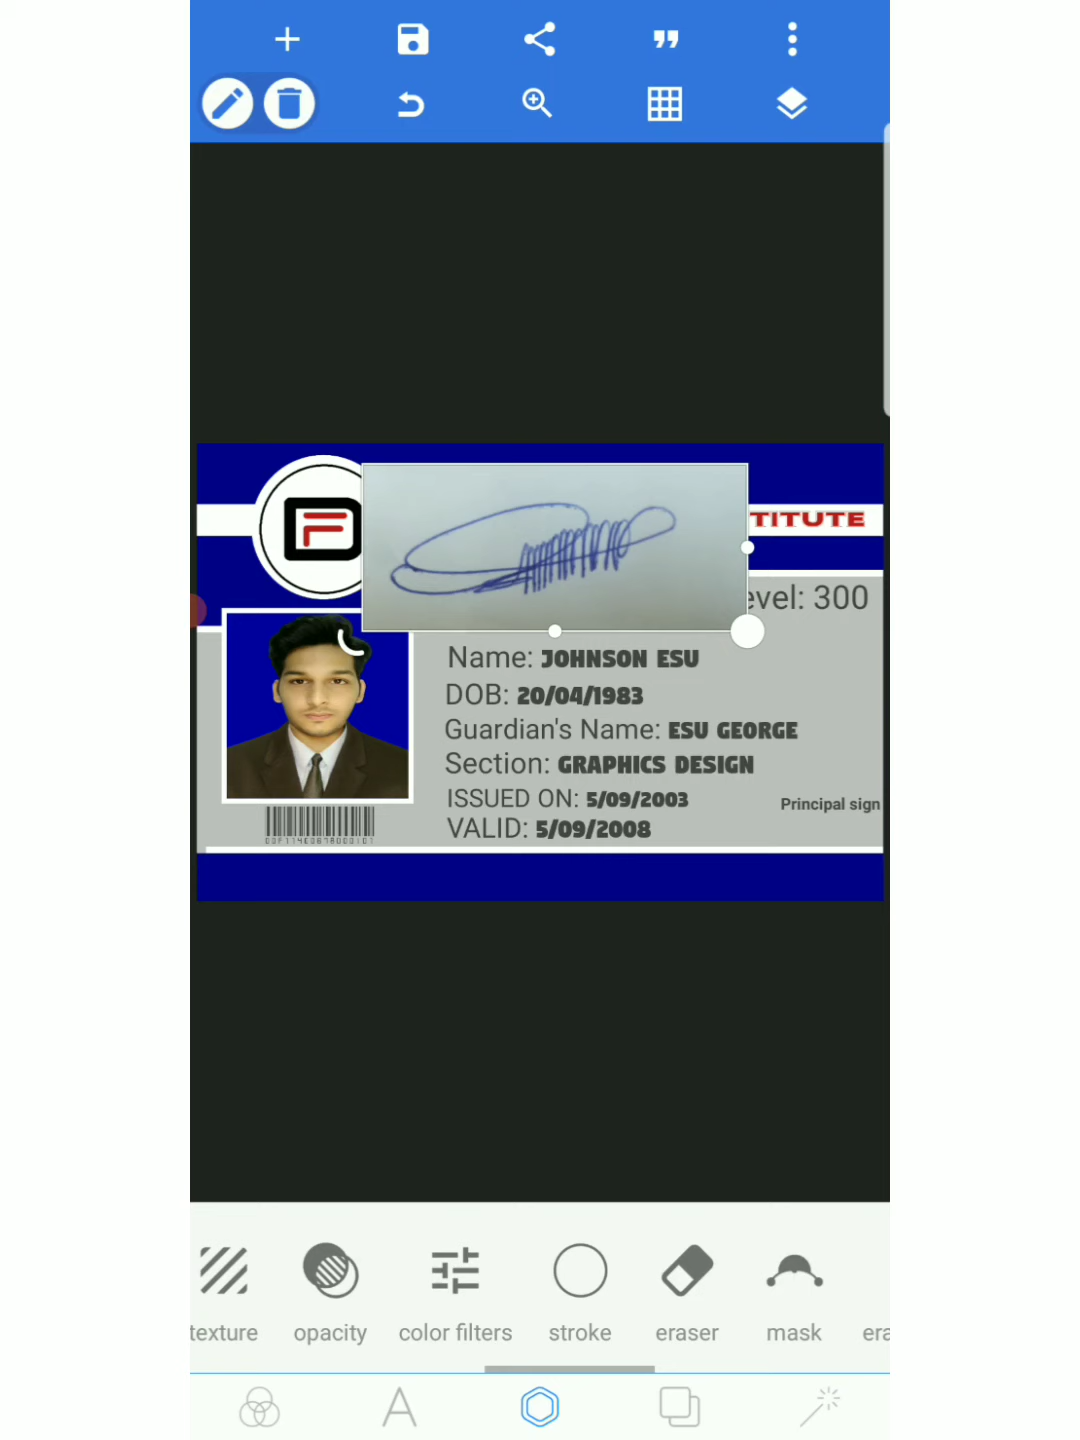 TITUTE
evel: 300
Name: JOHNSON ESU
DOB: 20/04/1983
Guardian's Name: ESU GEORGE
Section: GRAPHICS DESIGN
ISSUED ON: 5/09/2003
VALID: 5/09/2008
Principal sign
texture
opacity
color filters
stroke
eraser
mask
era